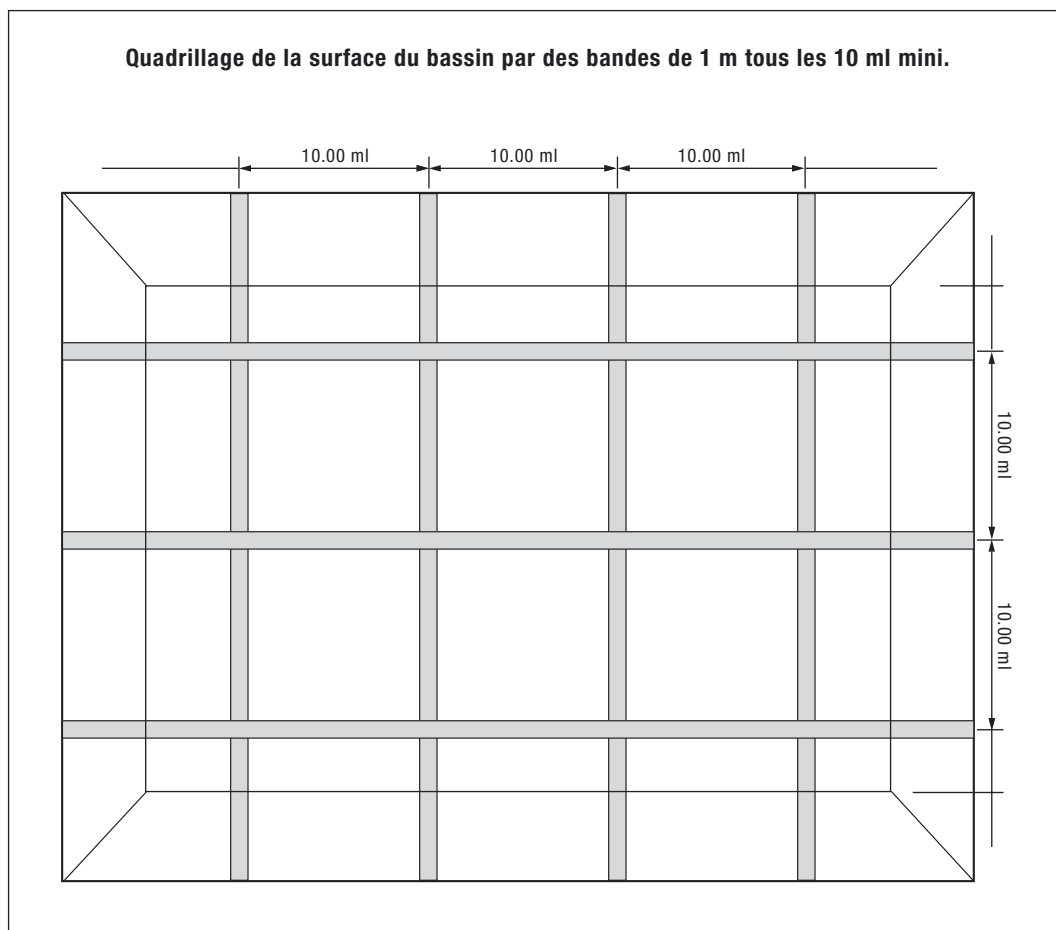 Quadrillage de la surface du bassin par des bandes de 1 m tous les 10 ml mini.
10.00 ml
10.00 ml
10.00 ml
10.00 ml
10.00 ml